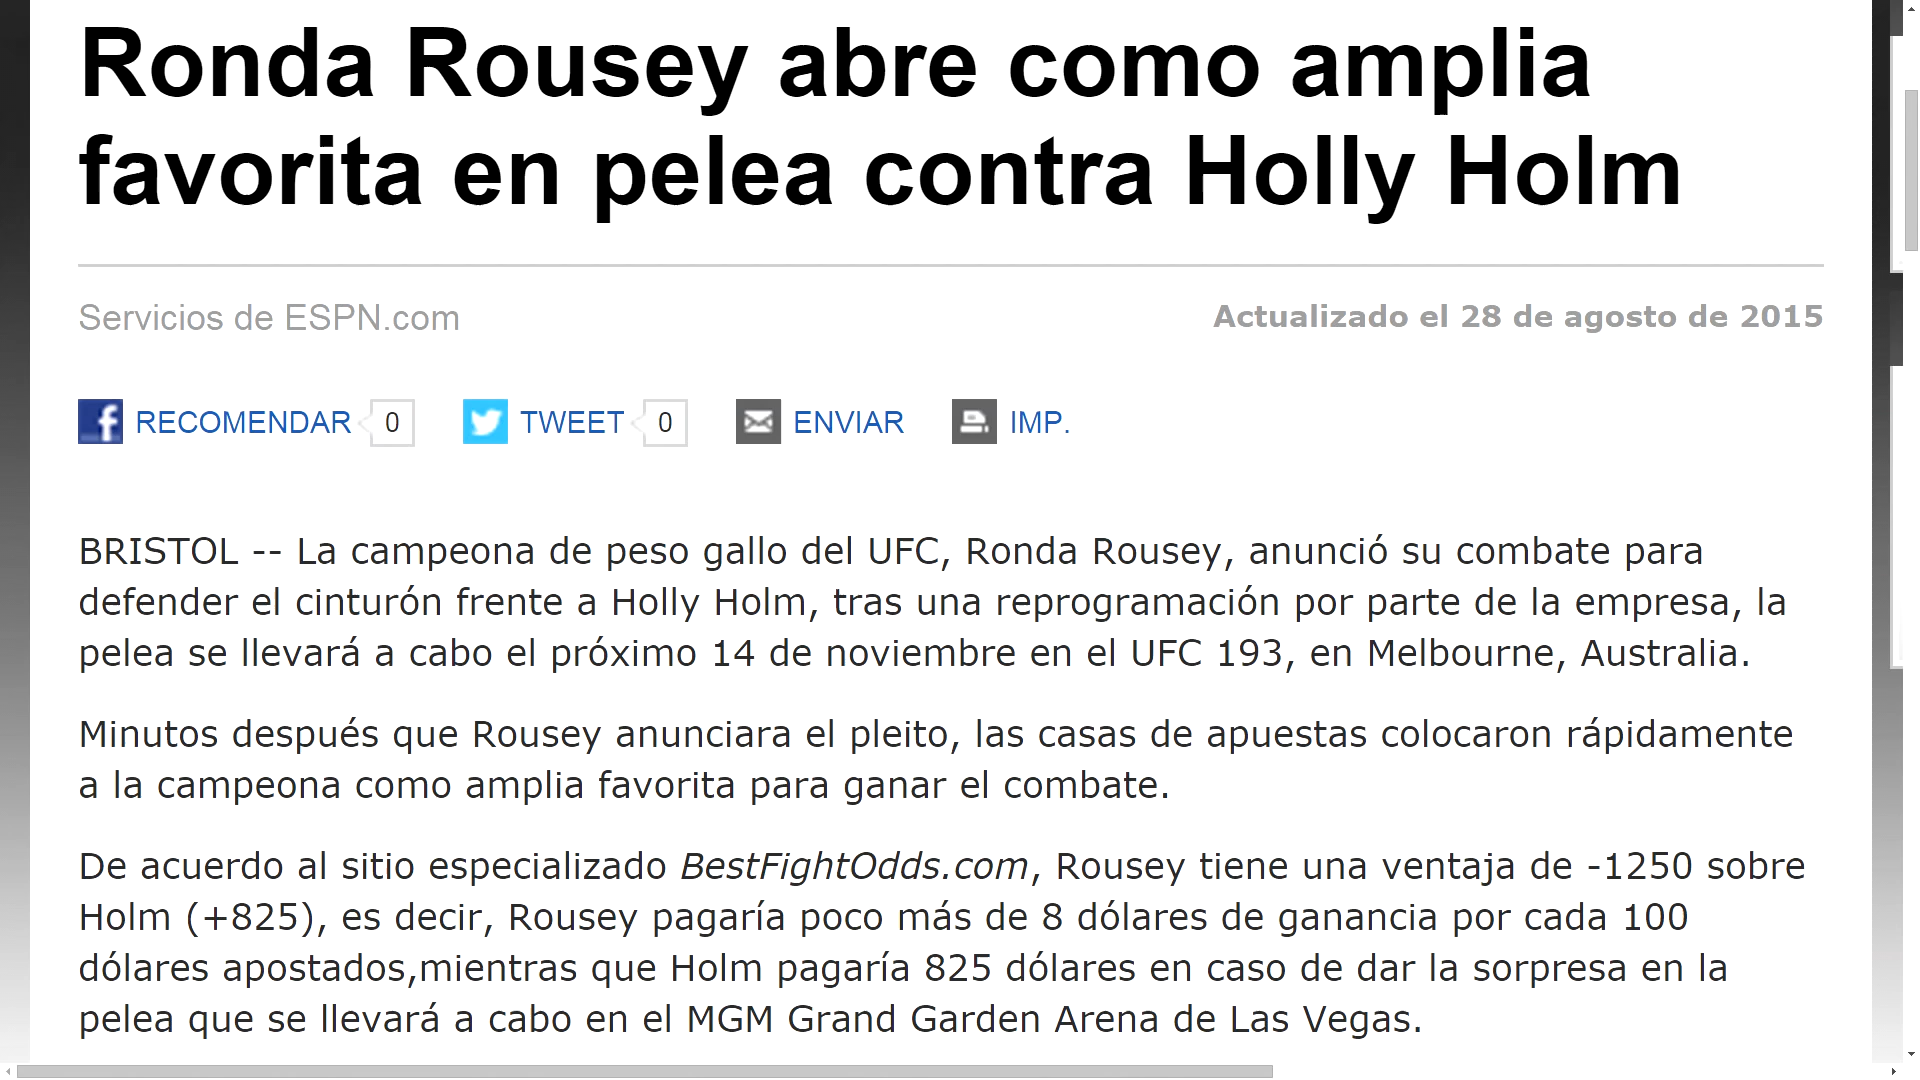 Ronda Rousey abre como amplia
favorita en pelea contra Holly Holm
Servicios de ESPN.com
Actualizado el 28 de agosto de 2015
f RECOMENDAR 0 TWEET 0 ENVIAR IMP.
BRISTOL -- La campeona de peso gallo del UFC, Ronda Rousey, anunció su combate para
defender el cinturón frente a Holly Holm, tras una reprogramación por parte de la empresa, la
pelea se llevará a cabo el próximo 14 de noviembre en el UFC 193, en Melbourne, Australia.
Minutos después que Rousey anunciara el pleito, las casas de apuestas colocaron rápidamente
a la campeona como amplia favorita para ganar el combate.
De acuerdo al sitio especializado BestFightOdds.com, Rousey tiene una ventaja de -1250 sobre
Holm (+825), es decir, Rousey pagaría poco más de 8 dólares de ganancia por cada 100
dólares apostados,mientras que Holm pagaría 825 dólares en caso de dar la sorpresa en la
pelea que se llevará a cabo en el MGM Grand Garden Arena de Las Vegas.